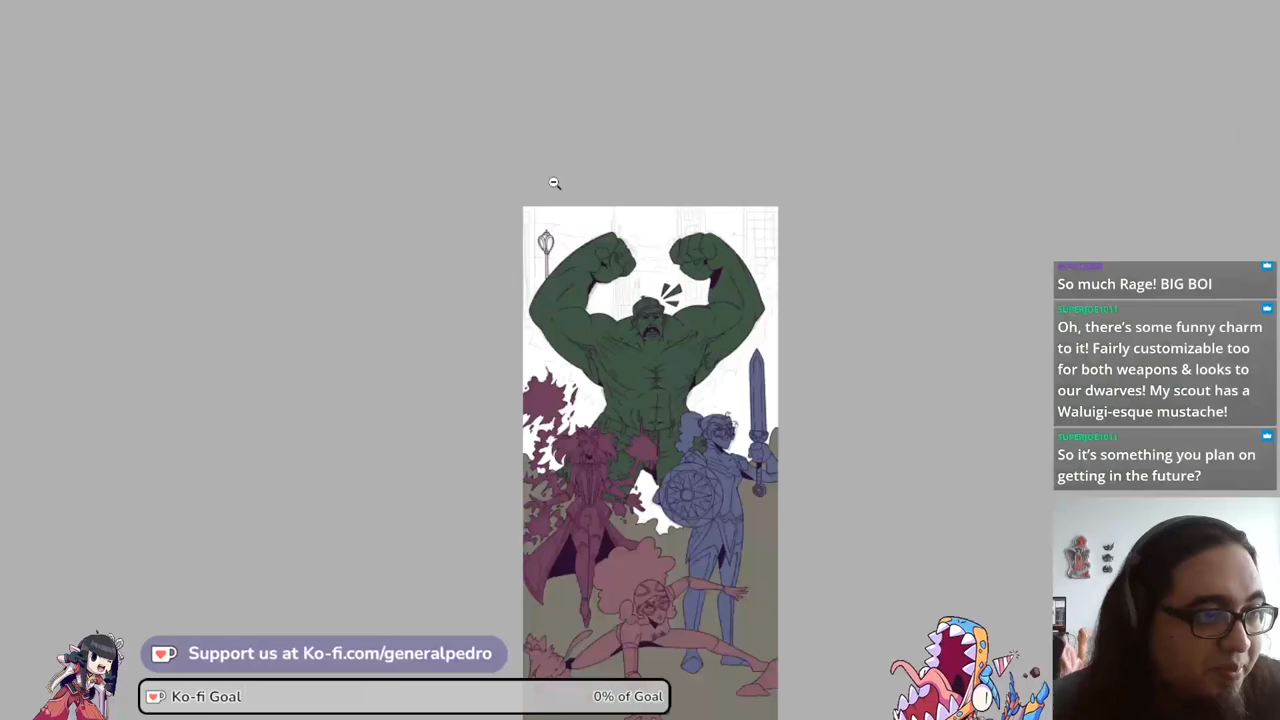 So much Rage! BIG BOI
SUPERJOE1011
Oh, there's some funny charm
to it! Fairly customizable too
for both weapons & looks to
our dwarves! My scout has a
Waluigi-esque mustache!
SUPERJOE1011
So it's something you plan on
getting in the future?
Support us at Ko-fi.com/generalpedro
Ko-fi Goal
0% of Goal